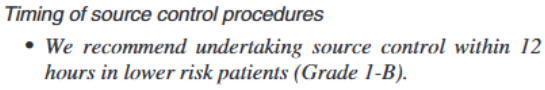 Timing of source control procedures
• We recommend undertaking source control within 12
hours in lower risk patients (Grade 1-B).